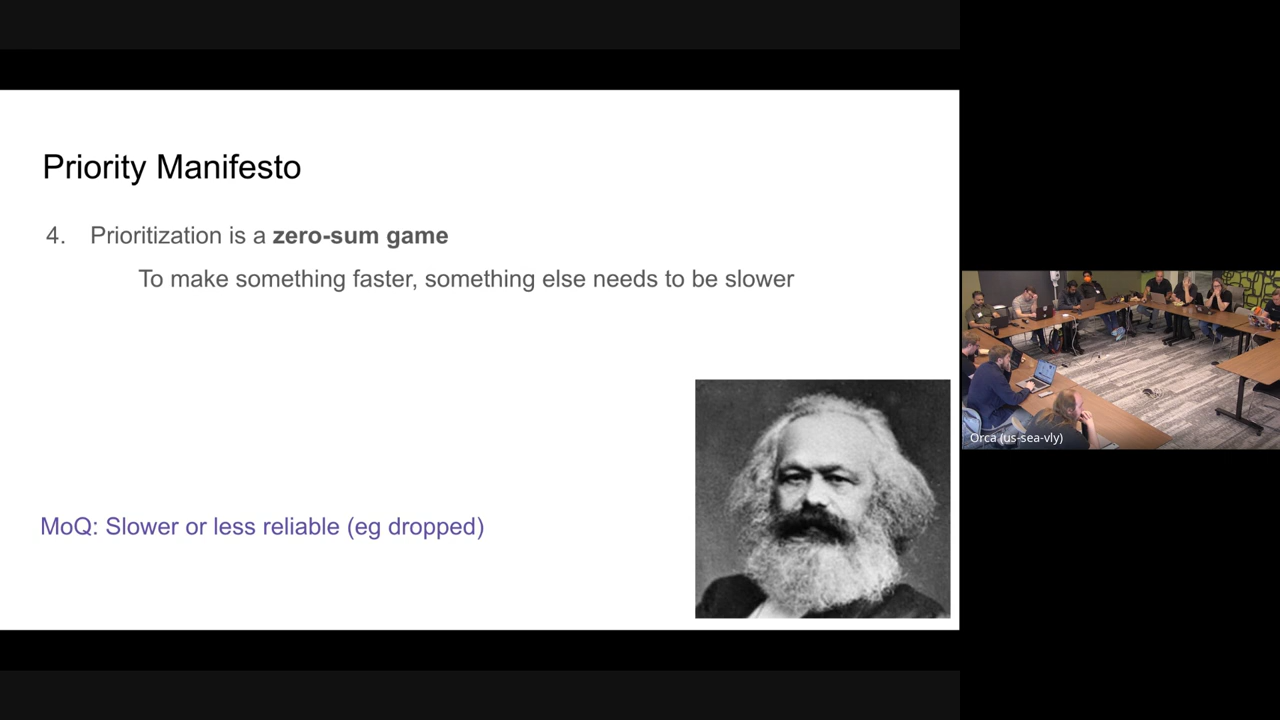 Priority Manifesto
4. Prioritization is a zero-sum game
To make something faster, something else needs to be slower
MoQ: Slower or less reliable (eg dropped)
Orca (us-sea-vly)